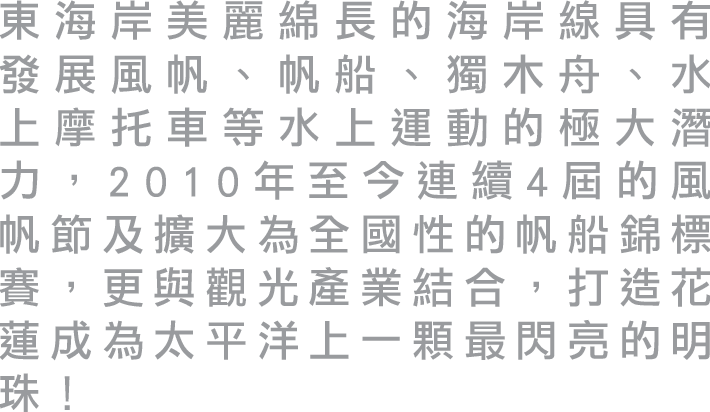 東海岸美麗綿長的海岸線具有
發展風帆、帆船、獨木舟、水
上摩托車等水上運動的極大潛
力，2010年至今連續4屆的風
帆節及擴大為全國性的帆船錦標
賽，更與觀光產業結合，打造花
蓮成為太平洋上一顆最閃亮的明
珠！